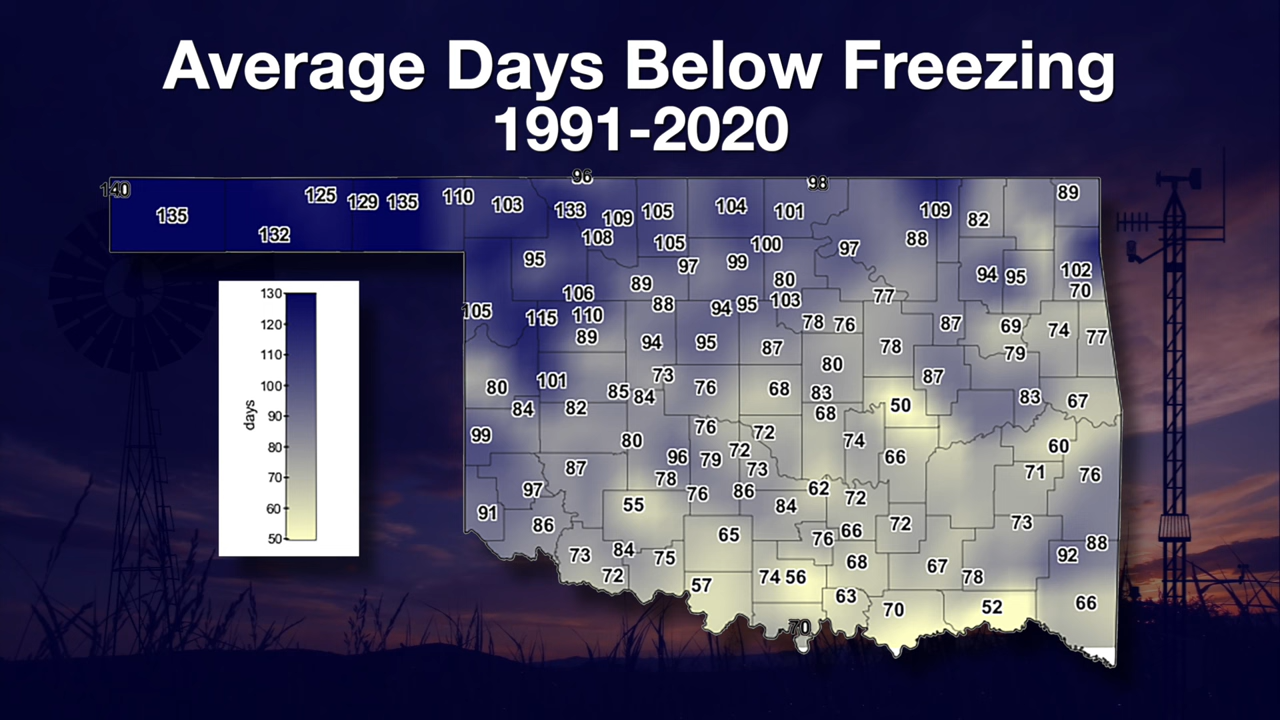 Average Days Below Freezing
1991-2020
140 96 98
135 125 129 135 110 103 133 109 105 104 101 109 82 89
132 108 105 100 97 88
95 97 99 94 95 102
106 89 80 70
105 115 110 88 94 95 103 77
89 94 95 87 78 76 78 87 69 74 77
80 101 85 84 73 76 68 80 83 87 79 83 67
84 82 68 50
99 80 76 72 74 66 60
87 96 79 72 73 71 76
97 78 76 86 84 62 72
91 86 55 65 76 66 72 73 88
73 84 75 68 67 78 92
72 57 74 56 63 70 52 66
70
days
130
120
110
100
90
80
70
60
50